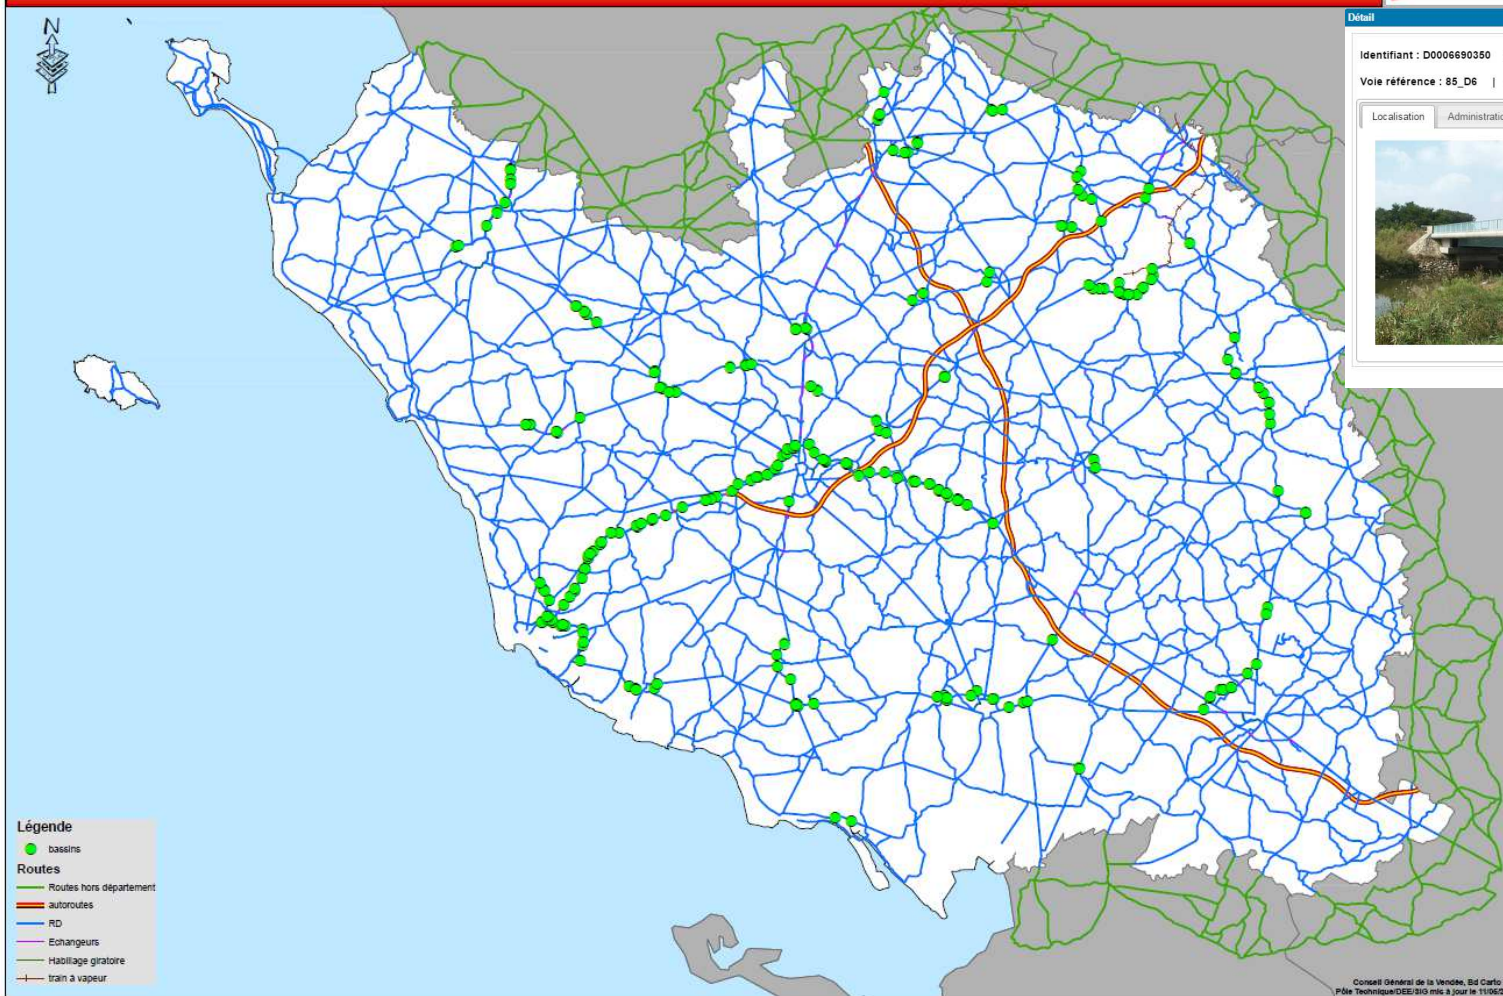 N
Détail
Identifiant : D0006690350
Voie référence : 85_D6 |
Localisation
Légende
bassins
Routes
Routes hors département
autoroutes
RD
Echangeurs
Habillage giratoire
train à vapeur
Conseil Général de la Vendée, Bd Carto
Pôle Technique/DEE/SIG mis à jour le